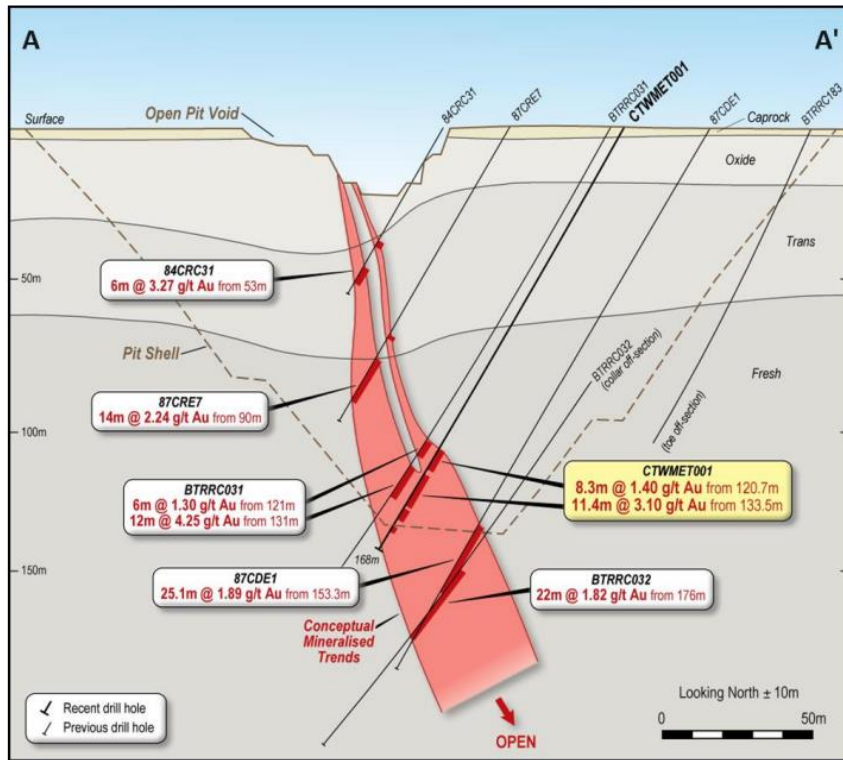 A
A'
Surface
Open Pit Void
84CRC31
87CRE7
BTRRC031
CTWMET001
87CDE1
Caprock
BTRRC183
Oxide
Trans
50m
84CRC31
6m @ 3.27 g/t Au from 53m
Pit Shell
BTRRC032
(collar off-section)
Fresh
87CRE7
14m @ 2.24 g/t Au from 90m
(toe off-section)
100m
BTRRC031
6m @ 1.30 g/t Au from 121m
12m @ 4.25 g/t Au from 131m
CTWMET001
8.3m @ 1.40 g/t Au from 120.7m
11.4m @ 3.10 g/t Au from 133.5m
168m
150m
87CDE1
25.1m @ 1.89 g/t Au from 153.3m
BTRRC032
22m @ 1.82 g/t Au from 176m
Conceptual
Mineralised
Trends
Recent drill hole
Previous drill hole
OPEN
Looking North ± 10m
0
50m